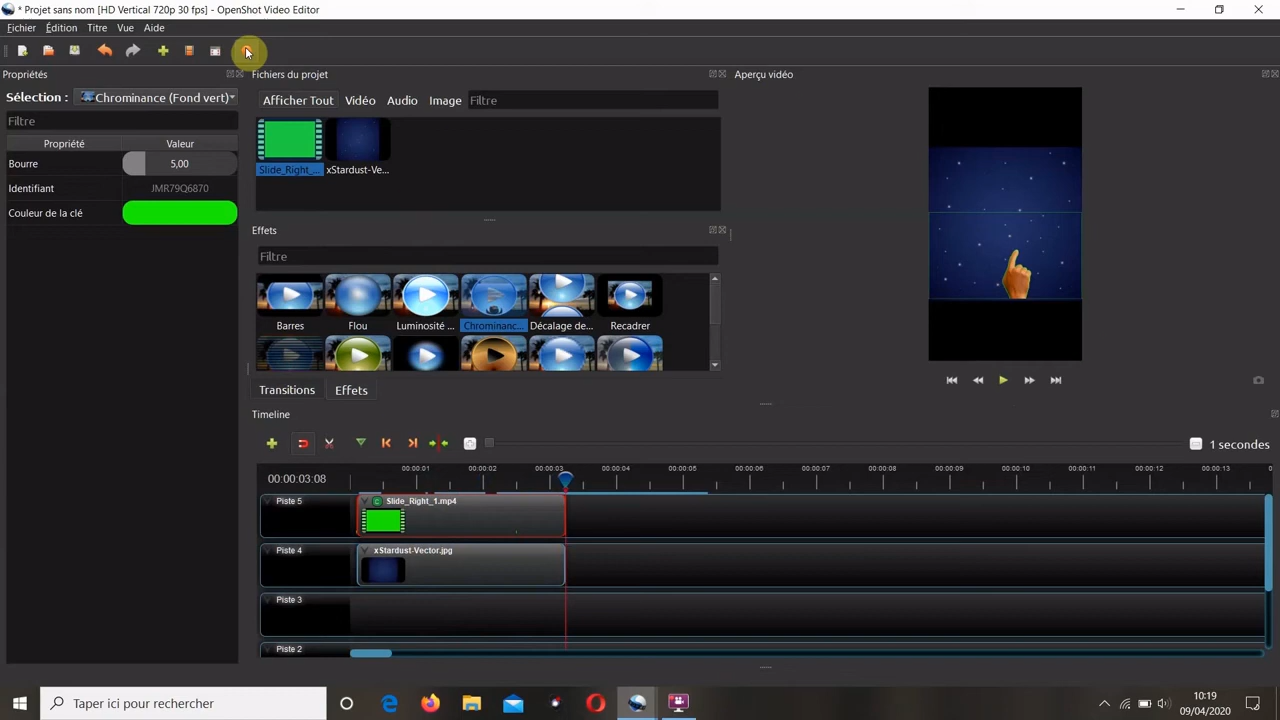 * Projet sans nom [HD Vertical 720p 30 fps] - OpenShot Video Editor
Fichier Édition Titre Vue Aide
Propriétés
Fichiers du projet
Aperçu vidéo
Sélection :
Chrominance (Fond vert)
Afficher Tout Vidéo Audio Image Filtre
Filtre
Propriété Valeur
Bourre 5,00
Identifiant JMR79Q6870
Couleur de la clé
Slide_Right_... xStardust-Ve...
Effets
Filtre
Barres Flou Luminosité ... Chrominanc... Décalage de... Recadrer
Transitions Effets
Timeline
1 secondes
00:00:03:08
00:00:01 00:00:02 00:00:03 00:00:04 00:00:05 00:00:06 00:00:07 00:00:08 00:00:09 00:00:10 00:00:11 00:00:12 00:00:13 0
Piste 5
Slide_Right_1.mp4
Piste 4
xStardust-Vector.jpg
Piste 3
Piste 2
Taper ici pour rechercher
10:19
09/04/2020